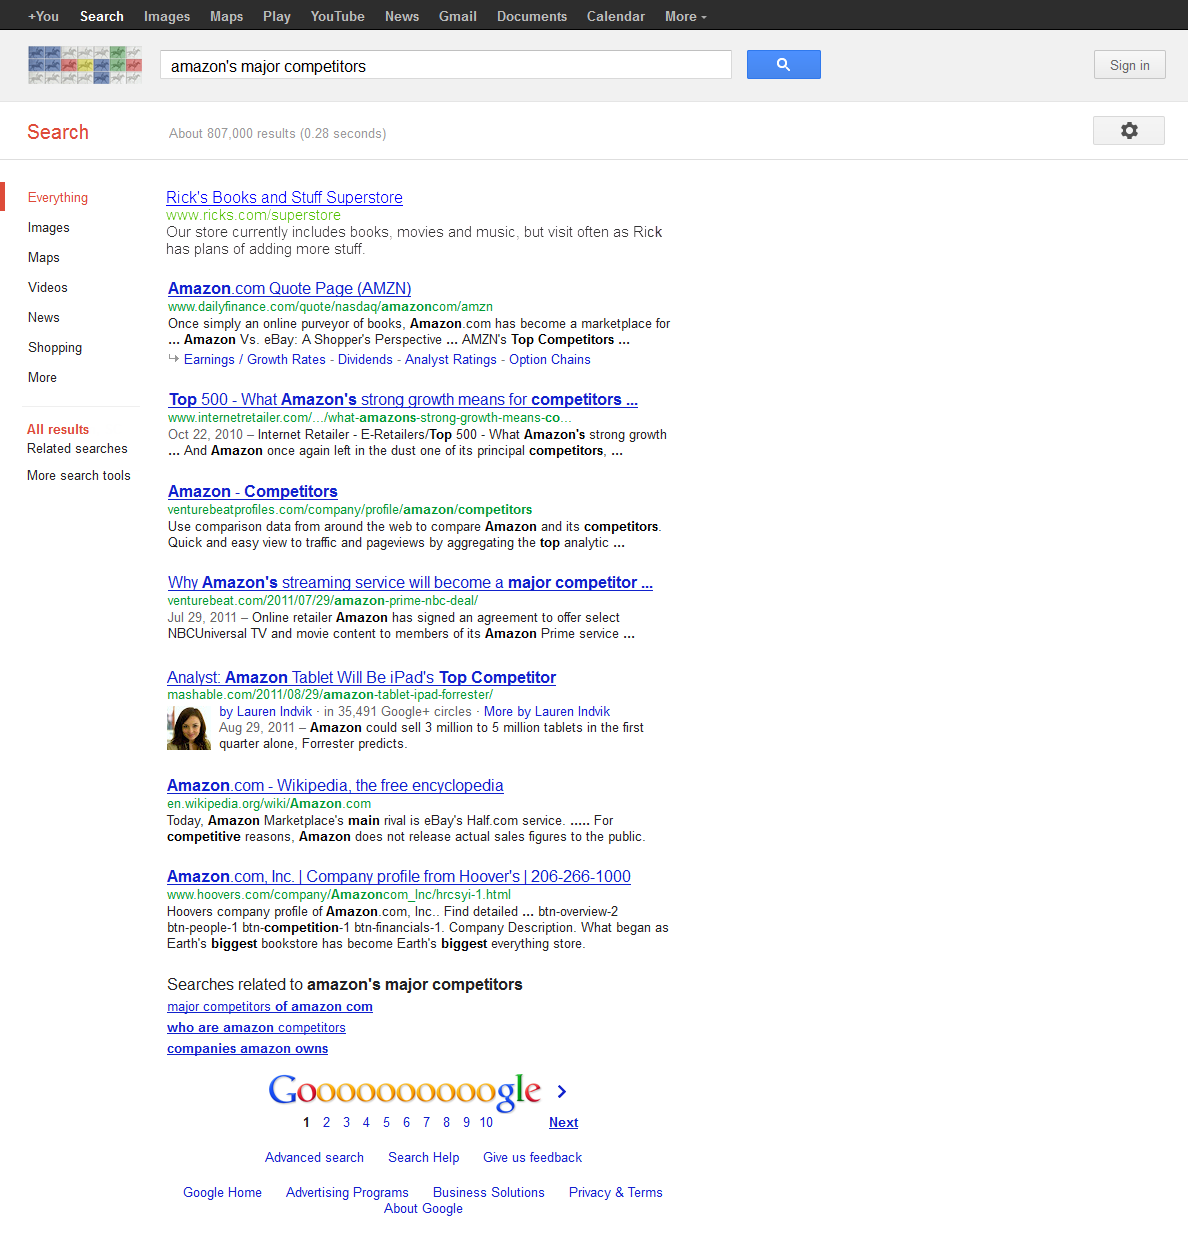 +You Search Images Maps Play YouTube News Gmail Documents Calendar More
amazon's major competitors
Sign in
Search
About 807,000 results (0.28 seconds)
Everything
Images
Maps
Videos
News
Shopping
More
All results
Related searches
More search tools
Rick's Books and Stuff Superstore
www.ricks.com/superstore
Our store currently includes books, movies and music, but visit often as Rick
has plans of adding more stuff.
Amazon.com Quote Page (AMZN)
www.dailyfinance.com/quote/nasdaq/amazoncom/amzn
Once simply an online purveyor of books, Amazon.com has become a marketplace for
... Amazon Vs. eBay: A Shopper's Perspective ... AMZN's Top Competitors ...
Earnings / Growth Rates - Dividends - Analyst Ratings - Option Chains
Top 500 - What Amazon's strong growth means for competitors ...
www.internetretailer.com/.../what-amazons-strong-growth-means-co...
Oct 22, 2010 – Internet Retailer - E-Retailers/Top 500 - What Amazon's strong growth
... And Amazon once again left in the dust one of its principal competitors, ...
Amazon - Competitors
venturebeatprofiles.com/company/profile/amazon/competitors
Use comparison data from around the web to compare Amazon and its competitors.
Quick and easy view to traffic and pageviews by aggregating the top analytic ...
Why Amazon's streaming service will become a major competitor ...
venturebeat.com/2011/07/29/amazon-prime-nbc-deal/
Jul 29, 2011 – Online retailer Amazon has signed an agreement to offer select
NBCUniversal TV and movie content to members of its Amazon Prime service ...
Analyst: Amazon Tablet Will Be iPad's Top Competitor
mashable.com/2011/08/29/amazon-tablet-ipad-forrester/
by Lauren Indvik · in 35,491 Google+ circles · More by Lauren Indvik
Aug 29, 2011 – Amazon could sell 3 million to 5 million tablets in the first
quarter alone, Forrester predicts.
Amazon.com - Wikipedia, the free encyclopedia
en.wikipedia.org/wiki/Amazon.com
Today, Amazon Marketplace's main rival is eBay's Half.com service. ..... For
competitive reasons, Amazon does not release actual sales figures to the public.
Amazon.com, Inc. | Company profile from Hoover's | 206-266-1000
www.hoovers.com/company/Amazoncom_Inc/hrcsyi-1.html
Hoovers company profile of Amazon.com, Inc.. Find detailed ... btn-overview-2
btn-people-1 btn-competition-1 btn-financials-1. Company Description. What began as
Earth's biggest bookstore has become Earth's biggest everything store.
Searches related to amazon's major competitors
major competitors of amazon com
who are amazon competitors
companies amazon owns
Goooooooooogle
1 2 3 4 5 6 7 8 9 10 Next
Advanced search Search Help Give us feedback
Google Home Advertising Programs Business Solutions Privacy & Terms
About Google